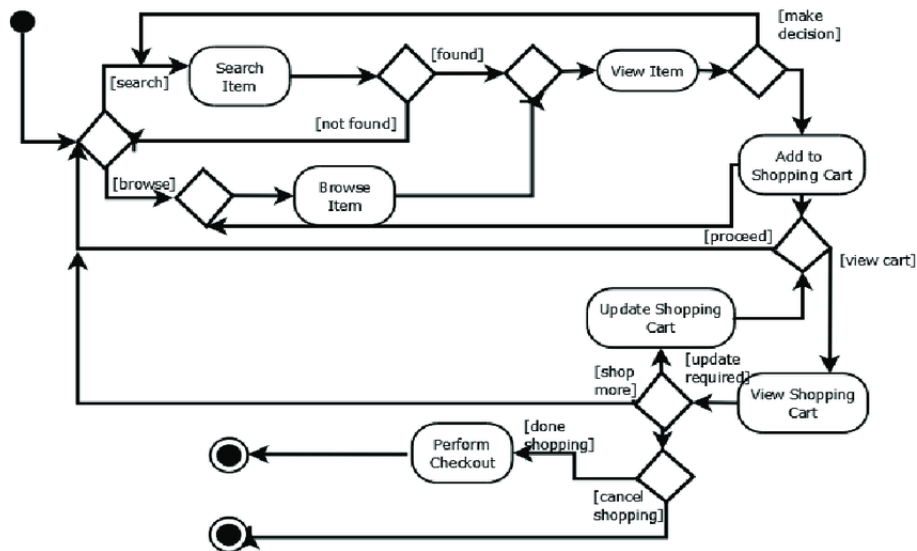 [make
decision]
[search]
Search
Item
[found]
View Item
[not found]
Add to
Shopping Cart
[browse]
Browse
Item
[proceed]
[view cart]
Update Shopping
Cart
[shop
more]
[update
required]
View Shopping
Cart
[done
shopping]
Perform
Checkout
[cancel
shopping]